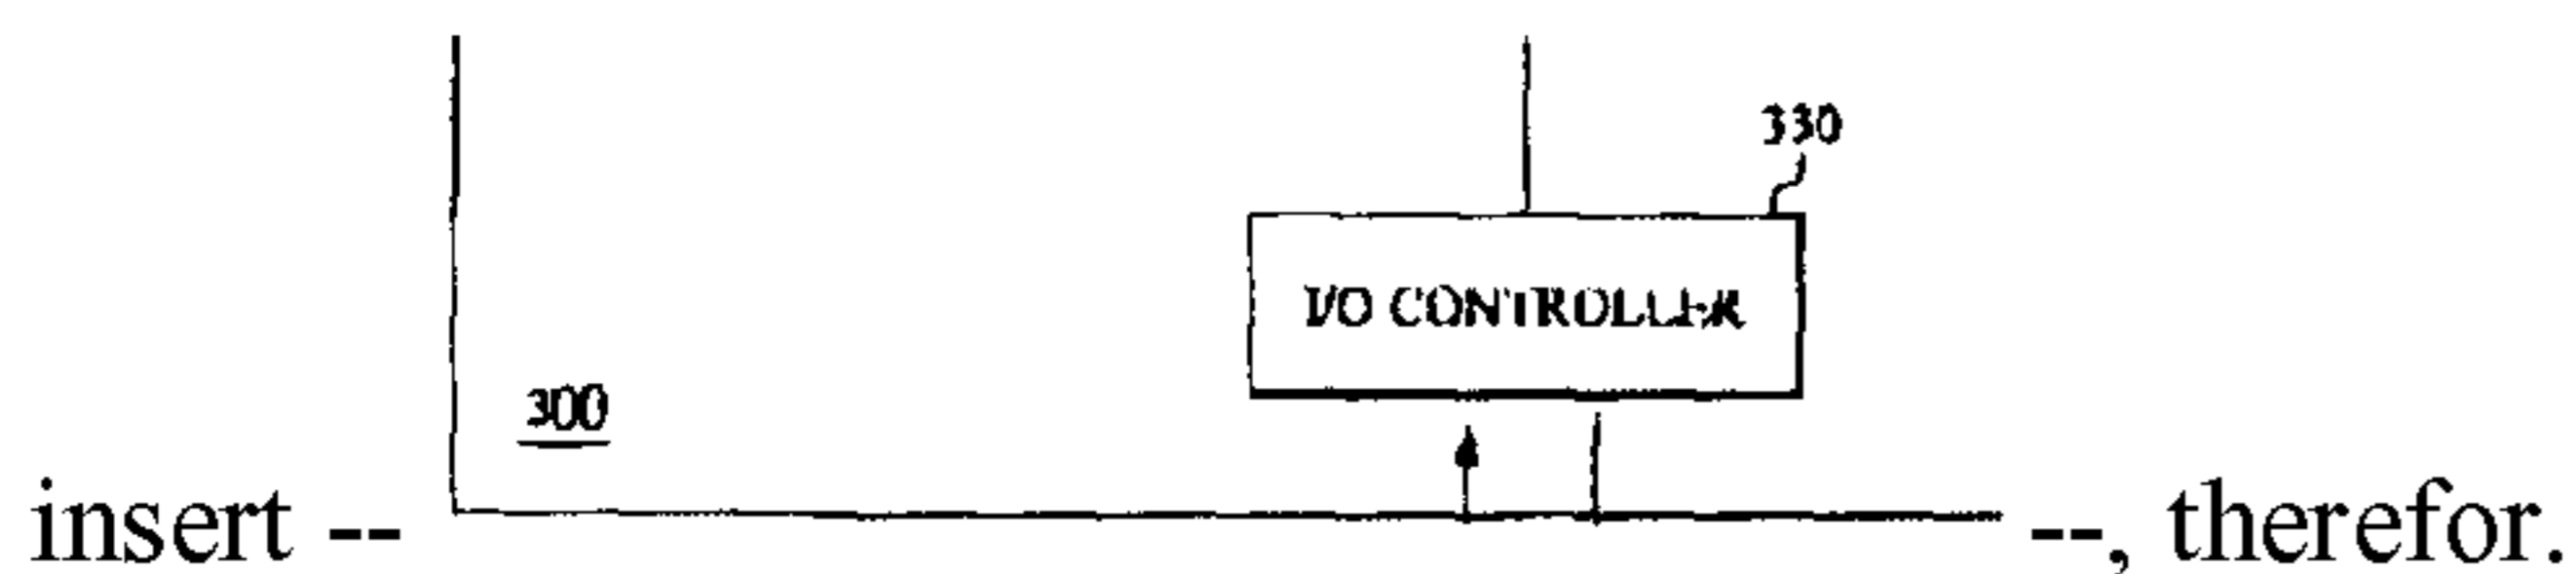 330
I/O CONTROLLER
300
insert -- --, therefor.